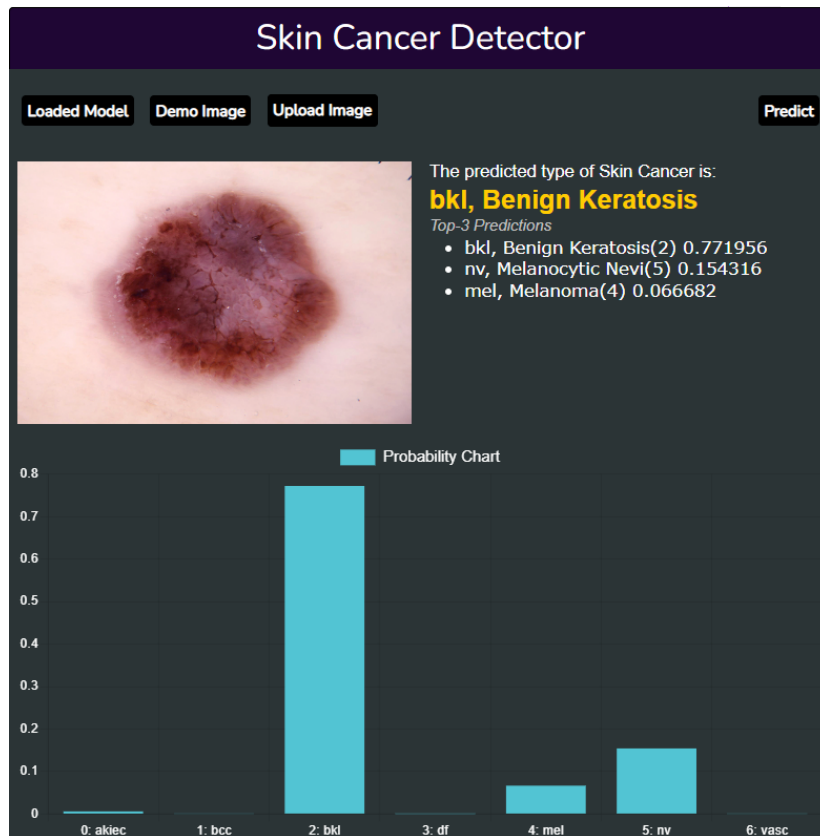 Skin Cancer Detector
Loaded Model Demo Image Upload Image Predict
The predicted type of Skin Cancer is:
bkl, Benign Keratosis
Top-3 Predictions
• bkl, Benign Keratosis(2) 0.771956
• nv, Melanocytic Nevi(5) 0.154316
• mel, Melanoma(4) 0.066682
Probability Chart
0.8
0.7
0.6
0.5
0.4
0.3
0.2
0.1
0
0: akiec 1: bcc 2: bkl 3: df 4: mel 5: nv 6: vasc